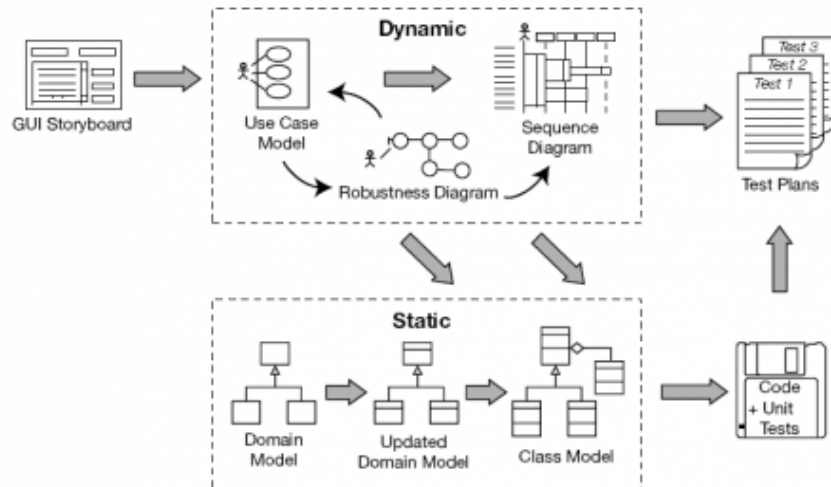 Dynamic
GUI Storyboard
Use Case
Model
Robustness Diagram
Sequence
Diagram
Test 3
Test 2
Test 1
Test Plans
Static
Domain
Model
Updated
Domain Model
Class Model
Code
+ Unit
Tests